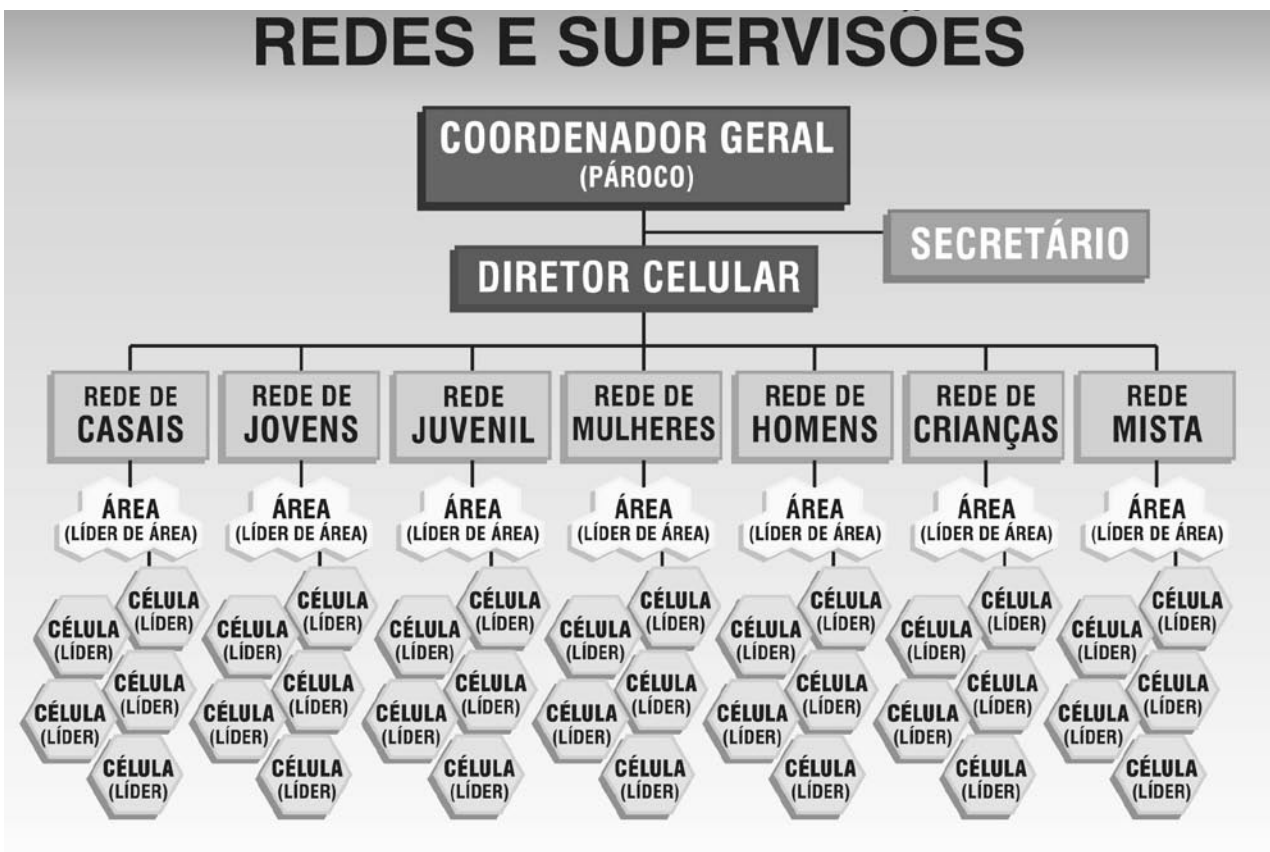 REDES E SUPERVISÕES
COORDENADOR GERAL
(PÁROCO)
SECRETÁRIO
DIRETOR CELULAR
REDE DE
CASAIS
ÁREA
(LÍDER DE ÁREA)
CÉLULA
(LÍDER)
CÉLULA
(LÍDER)
CÉLULA
(LÍDER)
CÉLULA
(LÍDER)
CÉLULA
(LÍDER)
REDE DE
JOVENS
ÁREA
(LÍDER DE ÁREA)
CÉLULA
(LÍDER)
CÉLULA
(LÍDER)
CÉLULA
(LÍDER)
CÉLULA
(LÍDER)
CÉLULA
(LÍDER)
REDE
JUVENIL
ÁREA
(LÍDER DE ÁREA)
CÉLULA
(LÍDER)
CÉLULA
(LÍDER)
CÉLULA
(LÍDER)
CÉLULA
(LÍDER)
CÉLULA
(LÍDER)
REDE DE
MULHERES
ÁREA
(LÍDER DE ÁREA)
CÉLULA
(LÍDER)
CÉLULA
(LÍDER)
CÉLULA
(LÍDER)
CÉLULA
(LÍDER)
CÉLULA
(LÍDER)
REDE DE
HOMENS
ÁREA
(LÍDER DE ÁREA)
CÉLULA
(LÍDER)
CÉLULA
(LÍDER)
CÉLULA
(LÍDER)
CÉLULA
(LÍDER)
CÉLULA
(LÍDER)
REDE DE
CRIANÇAS
ÁREA
(LÍDER DE ÁREA)
CÉLULA
(LÍDER)
CÉLULA
(LÍDER)
CÉLULA
(LÍDER)
CÉLULA
(LÍDER)
CÉLULA
(LÍDER)
REDE
MISTA
ÁREA
(LÍDER DE ÁREA)
CÉLULA
(LÍDER)
CÉLULA
(LÍDER)
CÉLULA
(LÍDER)
CÉLULA
(LÍDER)
CÉLULA
(LÍDER)